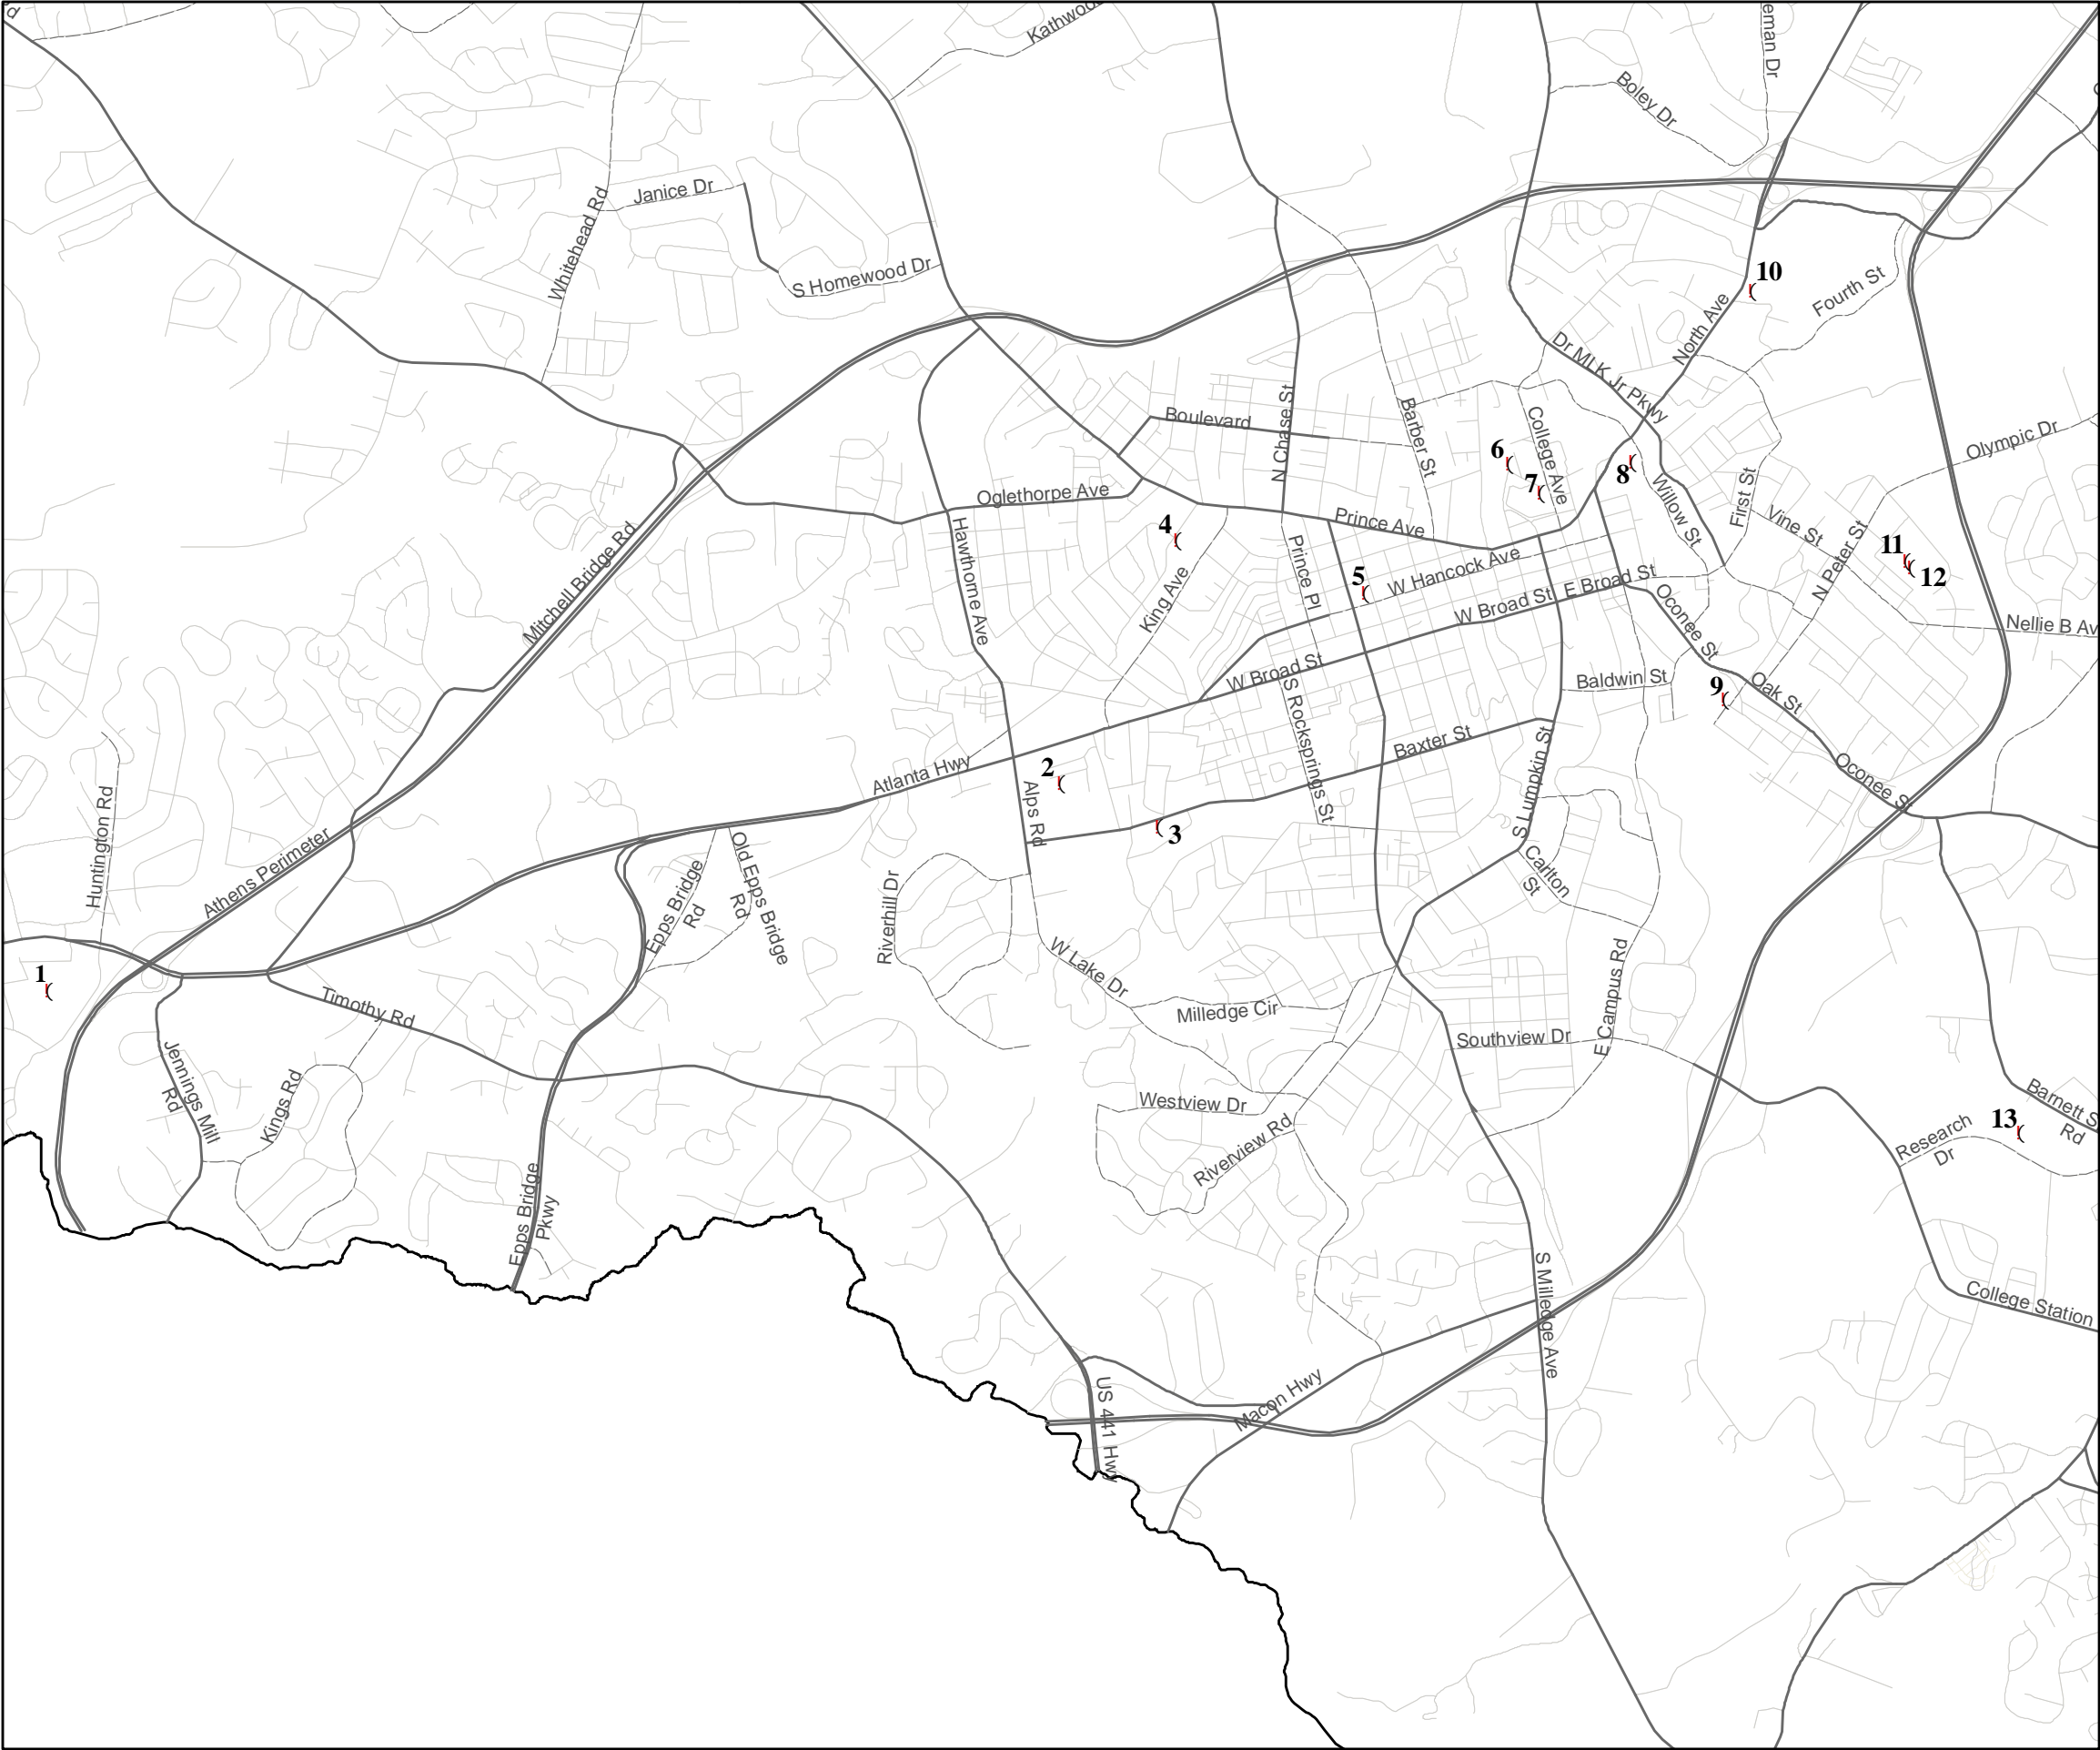 d
Kathwoo
eman Dr
Boley Dr
Janice Dr
Whitehead Rd
S Homewood Dr
10
Fourth St
North Ave
Dr MLK Jr Pkwy
Boulevard
N Chase St
Barber St
College Ave
6
7
8
Olympic Dr
Oglethorpe Ave
Willow St
First St
Vine St
N Peter St
Prince Ave
4
Mitchell Bridge Rd
Hawthorne Ave
King Ave
Prince Pl
5
W Hancock Ave
11
12
W Broad St
E Broad St
Oconee St
Nellie B Av
W Broad St
Baldwin St
9
Oak St
S Rocksprings St
Baxter St
S Lumpkin St
Atlanta Hwy
2
Alps Rd
3
Oconee S
Huntington Rd
Athens Perimeter
Old Epps Bridge
Rd
Epps Bridge
Rd
Riverhill Dr
Carlton
St
1
W Lake Dr
Timothy Rd
Milledge Cir
E Campus Rd
Southview Dr
Jennings Mill
Rd
Kings Rd
Westview Dr
Riverview Rd
Barnett S
Rd
13
Research
Dr
Epps Bridge
Pkwy
S Milledge Ave
College Station
US 441 Hwy
Macon Hwy